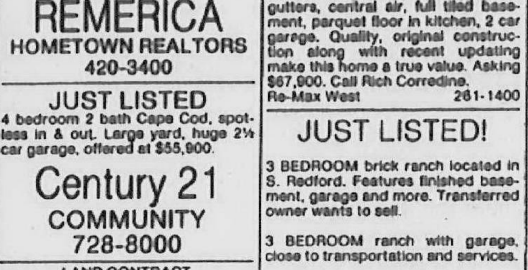 REMERICA
HOMETOWN REALTORS
420-3400
JUST LISTED
4 bedroom 2 bath Cape Cod, spot-
less in & out. Large yard, huge 2½
car garage, offered at $55,900.
Century 21
COMMUNITY
728-8000
LAND CONTRACT
gutters, central air, full tiled base-
ment, parquet floor in kitchen, 2 car
garage. Quality, original construc-
tion along with recent updating
make this home a true value. Asking
$67,900. Call Rich Corredine.
Re-Max West 261-1400
JUST LISTED!
3 BEDROOM brick ranch located in
S. Redford. Features finished base-
ment, garage and more. Transferred
owner wants to sell.
3 BEDROOM ranch with garage,
close to transportation and services.